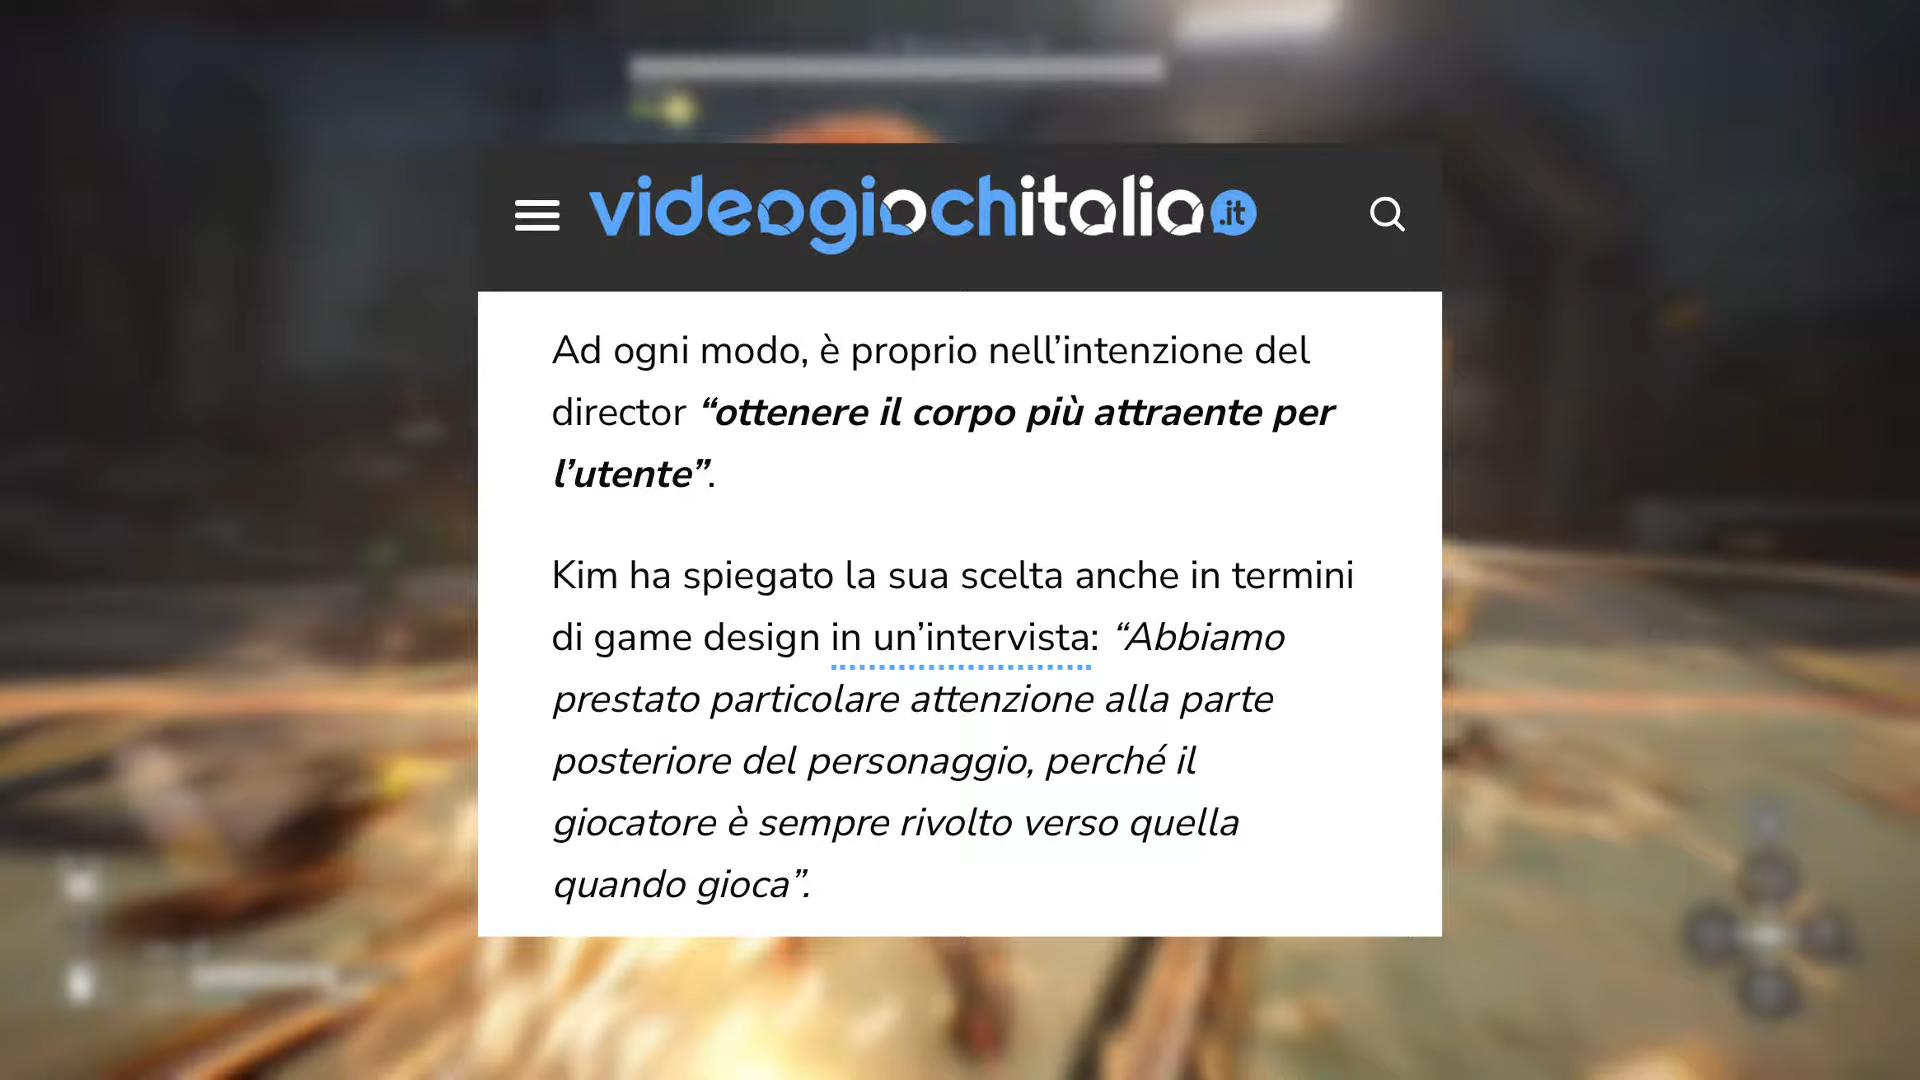 videogiochitalia.it
Ad ogni modo, è proprio nell’intenzione del
director “ottenere il corpo più attraente per
l’utente”.
Kim ha spiegato la sua scelta anche in termini
di game design in un’intervista: “Abbiamo
prestato particolare attenzione alla parte
posteriore del personaggio, perché il
giocatore è sempre rivolto verso quella
quando gioca”.